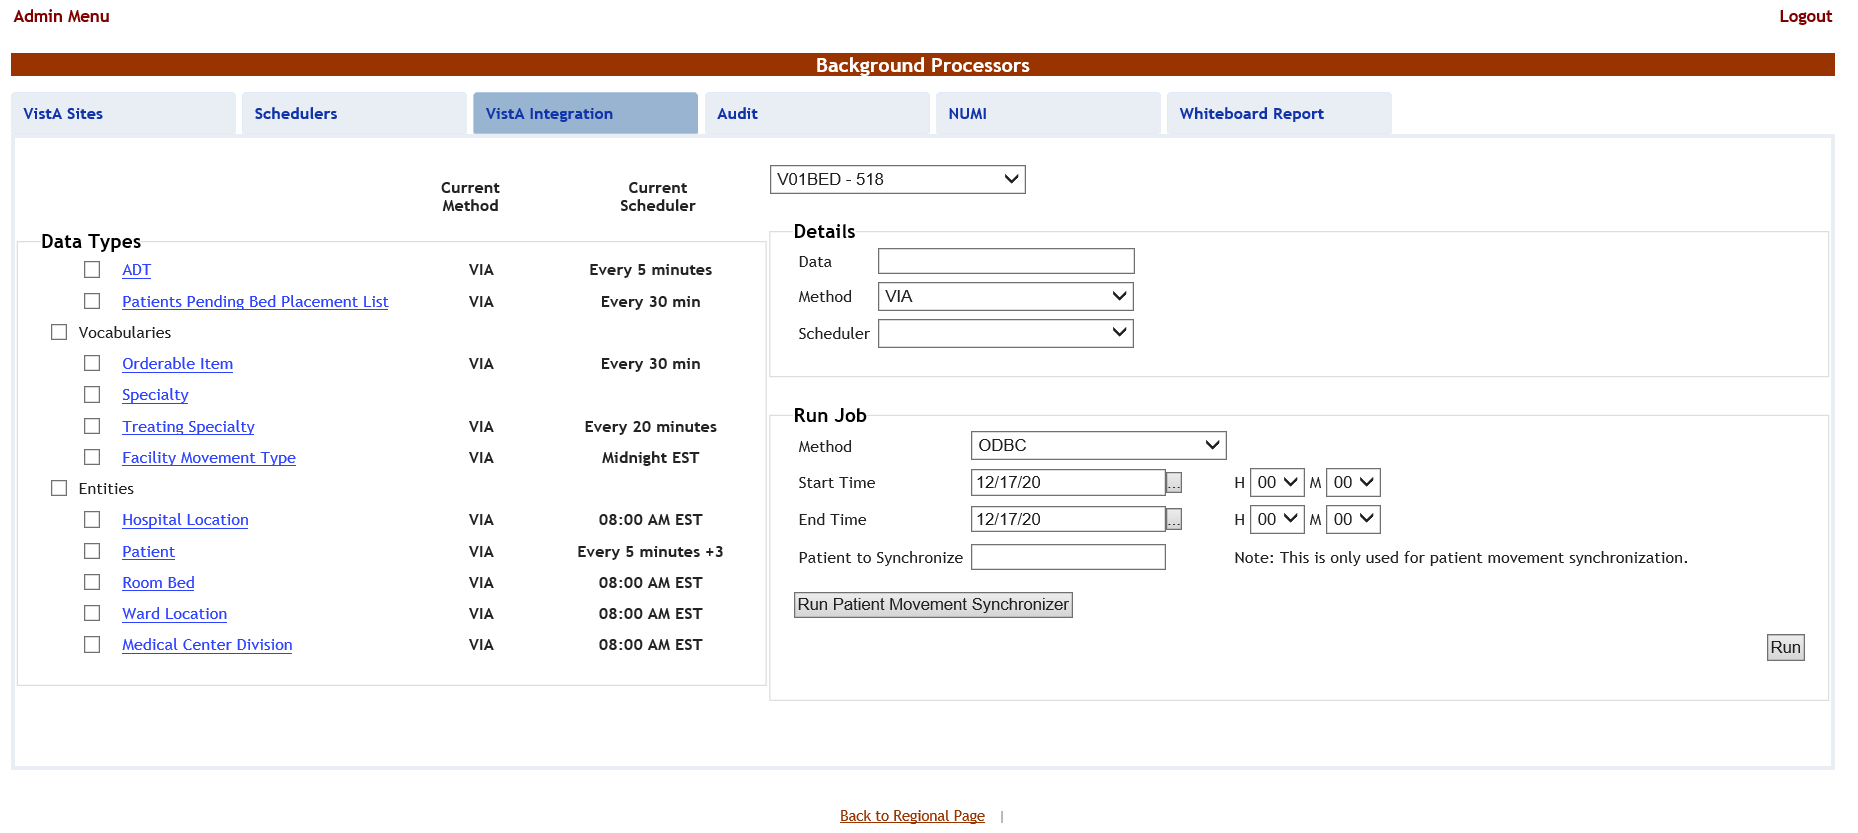 Admin Menu
Logout
Background Processors
VistA Sites
Schedulers
VistA Integration
Audit
NUMI
Whiteboard Report
Current
Method
Current
Scheduler
Data Types
ADT VIA Every 5 minutes
Patients Pending Bed Placement List VIA Every 30 min
Vocabularies
Orderable Item VIA Every 30 min
Specialty
Treating Specialty VIA Every 20 minutes
Facility Movement Type VIA Midnight EST
Entities
Hospital Location VIA 08:00 AM EST
Patient VIA Every 5 minutes +3
Room Bed VIA 08:00 AM EST
Ward Location VIA 08:00 AM EST
Medical Center Division VIA 08:00 AM EST
V01BED - 518
Details
Data
Method VIA
Scheduler
Run Job
Method ODBC
Start Time 12/17/20 ... H 00 M 00
End Time 12/17/20 ... H 00 M 00
Patient to Synchronize Note: This is only used for patient movement synchronization.
Run Patient Movement Synchronizer
Run
Back to Regional Page |